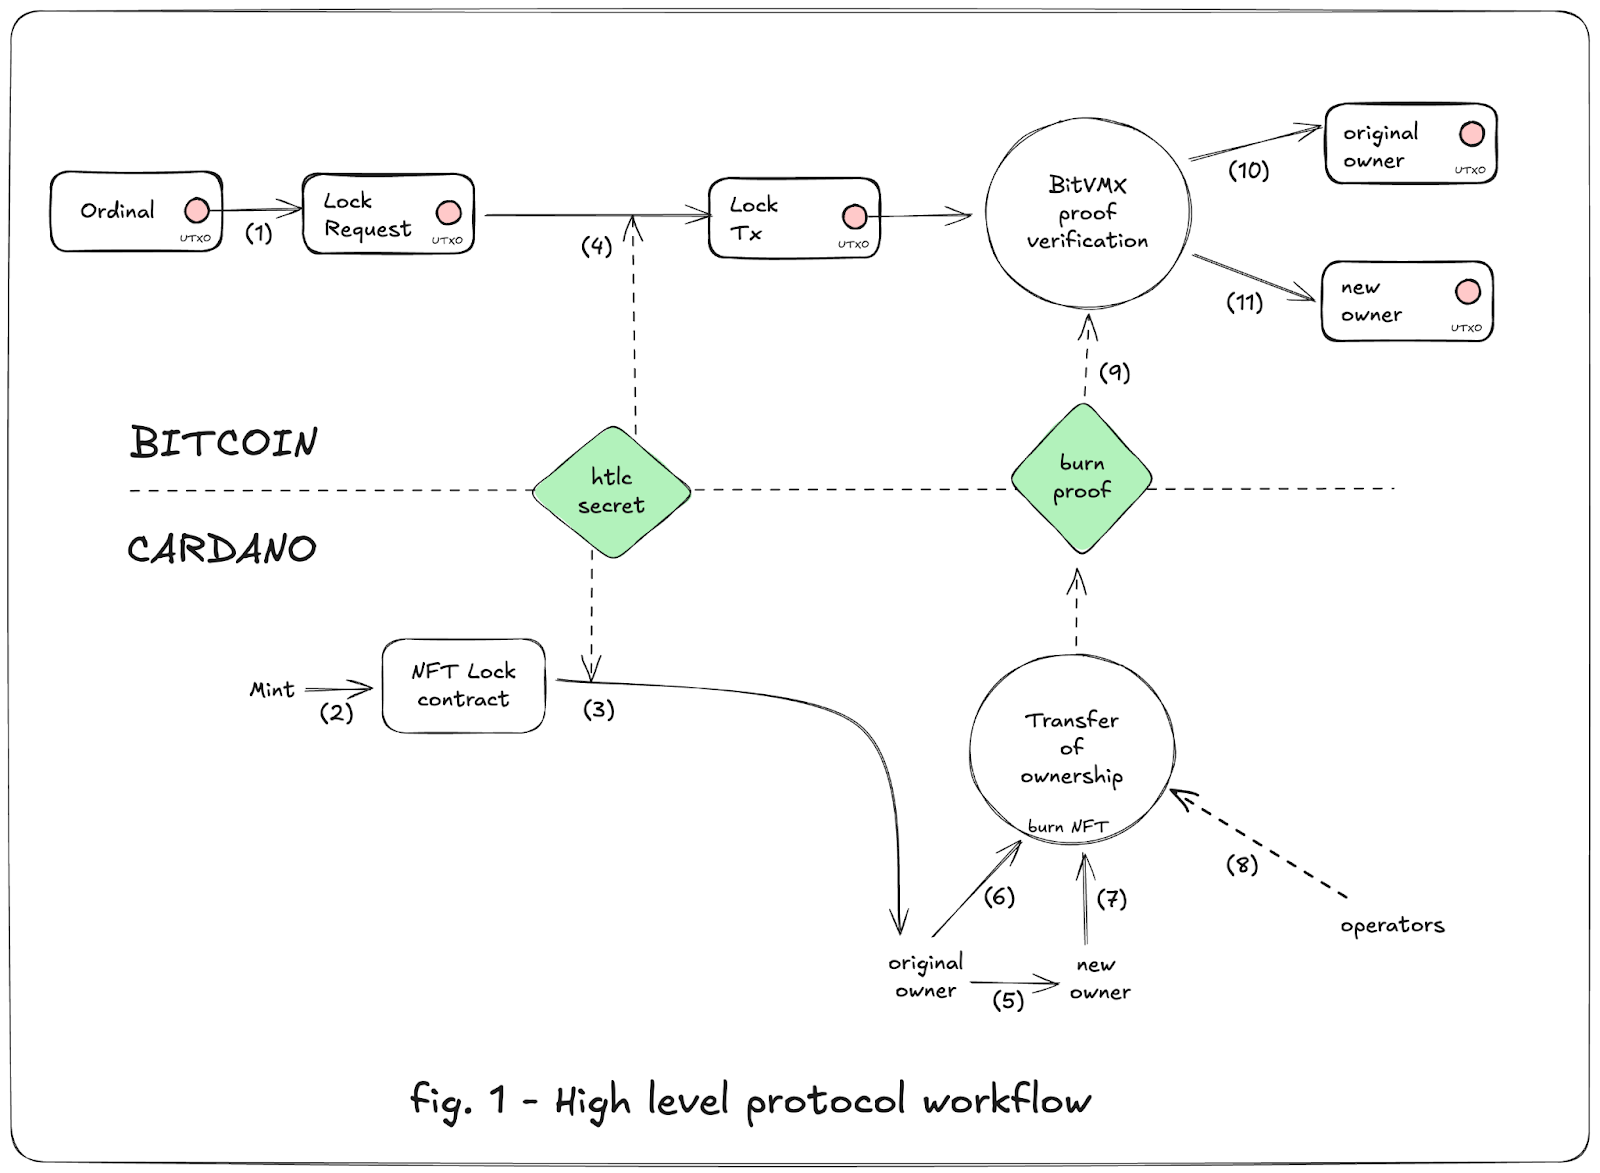 Ordinal
UTXO
(1)
Lock
Request
UTXO
(4)
Lock
Tx
UTXO
BitVMX
proof
verification
(10)
original
owner
UTXO
(11)
new
owner
UTXO
(9)
BITCOIN
htlc
secret
burn
proof
CARDANO
Mint
(2)
NFT Lock
contract
(3)
Transfer
of
ownership
burn NFT
(6)
(7)
(8)
operators
original
owner
(5)
new
owner
fig. 1 - High level protocol workflow